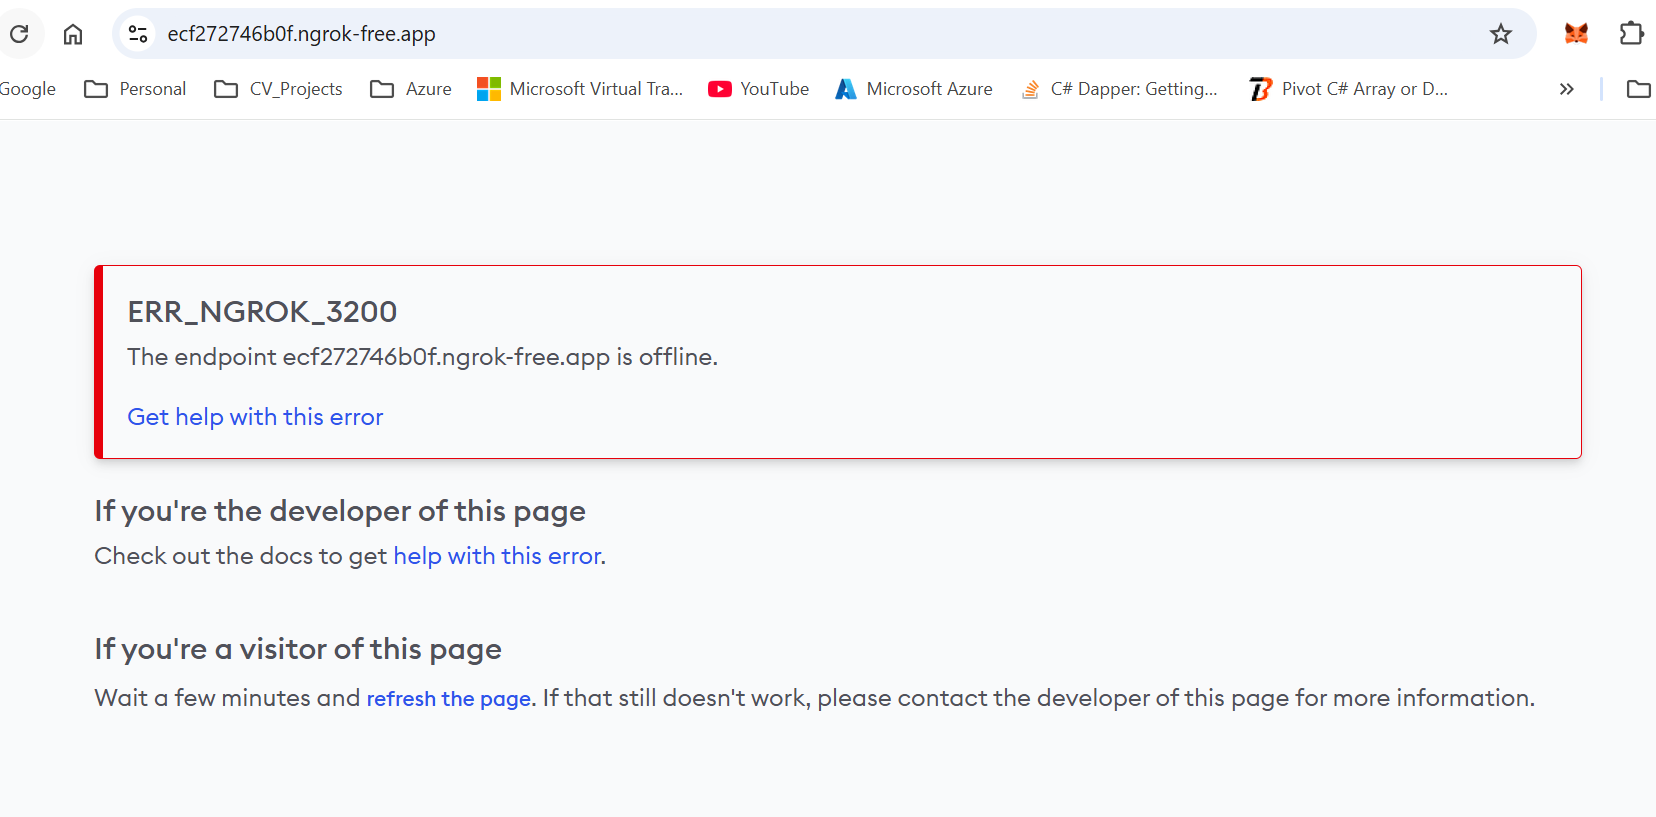 ecf272746b0f.ngrok-free.app
Google Personal CV_Projects Azure Microsoft Virtual Tra... YouTube Microsoft Azure C# Dapper: Getting... Pivot C# Array or D... »
ERR_NGROK_3200
The endpoint ecf272746b0f.ngrok-free.app is offline.
Get help with this error
If you're the developer of this page
Check out the docs to get help with this error.
If you're a visitor of this page
Wait a few minutes and refresh the page. If that still doesn't work, please contact the developer of this page for more information.